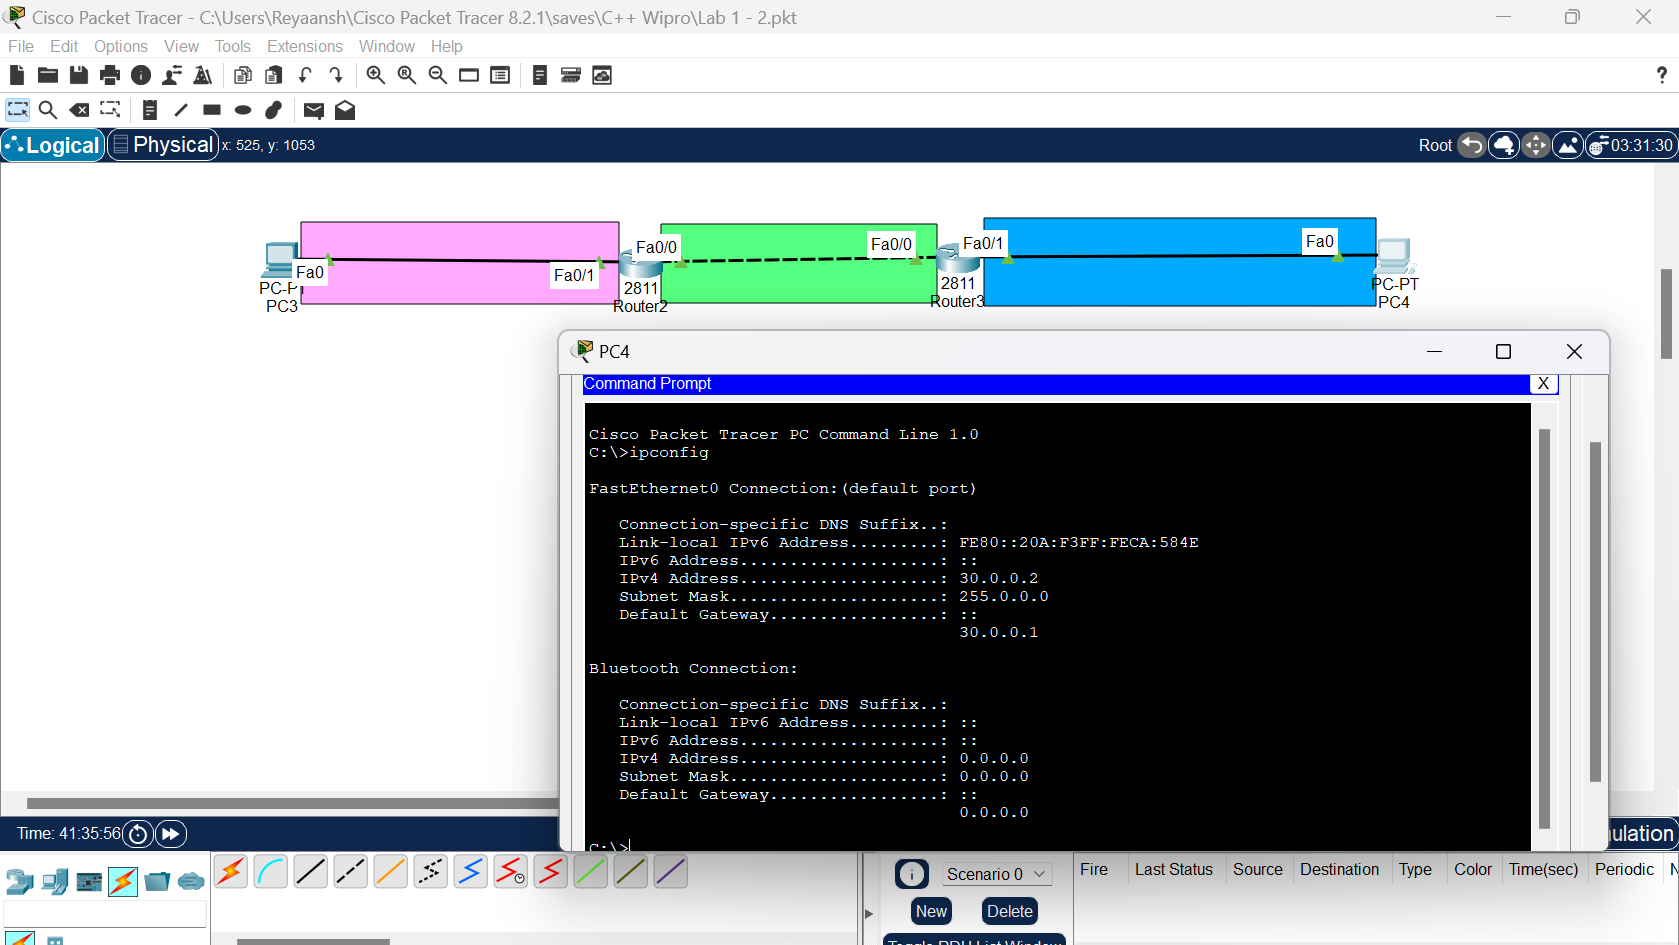 Cisco Packet Tracer - C:\Users\Reyaansh\Cisco Packet Tracer 8.2.1\saves\C++ Wipro\Lab 1 - 2.pkt
File Edit Options View Tools Extensions Window Help
?
Logical Physical x: 525, y: 1053 Root 03:31:30
Fa0/0 Fa0/0 Fa0/1 Fa0
Fa0 Fa0/1
PC-P 2811 2811 PC-PT
PC3 Router2 Router3 PC4
PC4
Command Prompt X
Cisco Packet Tracer PC Command Line 1.0
C:\>ipconfig
FastEthernet0 Connection:(default port)
Connection-specific DNS Suffix..:
Link-local IPv6 Address.........: FE80::20A:F3FF:FECA:584E
IPv6 Address....................: ::
IPv4 Address....................: 30.0.0.2
Subnet Mask.....................: 255.0.0.0
Default Gateway.................: ::
30.0.0.1
Bluetooth Connection:
Connection-specific DNS Suffix..:
Link-local IPv6 Address.........: ::
IPv6 Address....................: ::
IPv4 Address....................: 0.0.0.0
Subnet Mask.....................: 0.0.0.0
Default Gateway.................: ::
0.0.0.0
C:\>
Time: 41:35:56 ulation
Scenario 0 Fire Last Status Source Destination Type Color Time(sec) Periodic N
New Delete
Toggle PDU List Window